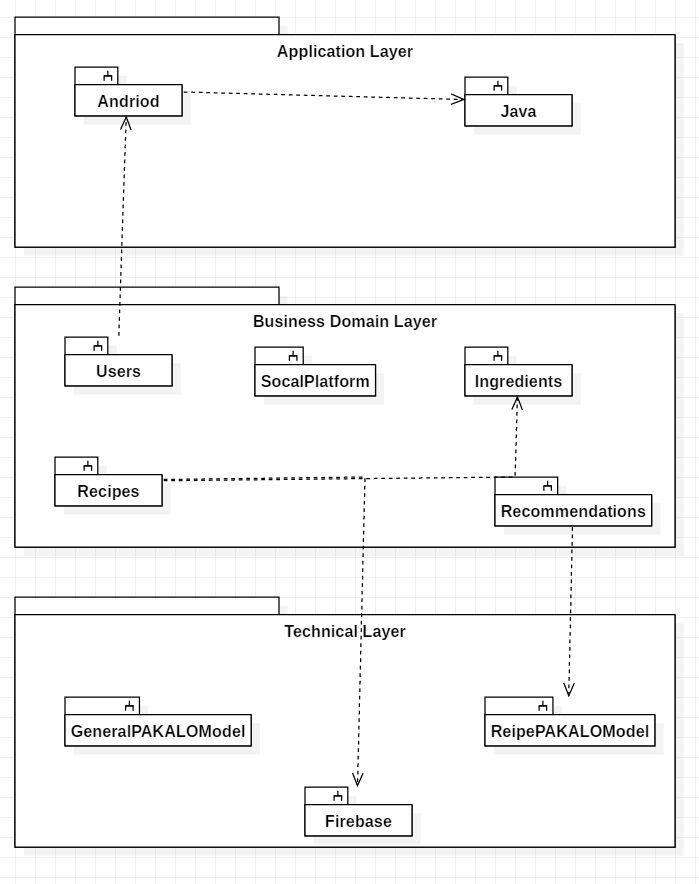 Application Layer
Andriod
Java
Business Domain Layer
Users
SocalPlatform
Ingredients
Recipes
Recommendations
Technical Layer
GeneralPAKALOModel
ReipePAKALOModel
Firebase